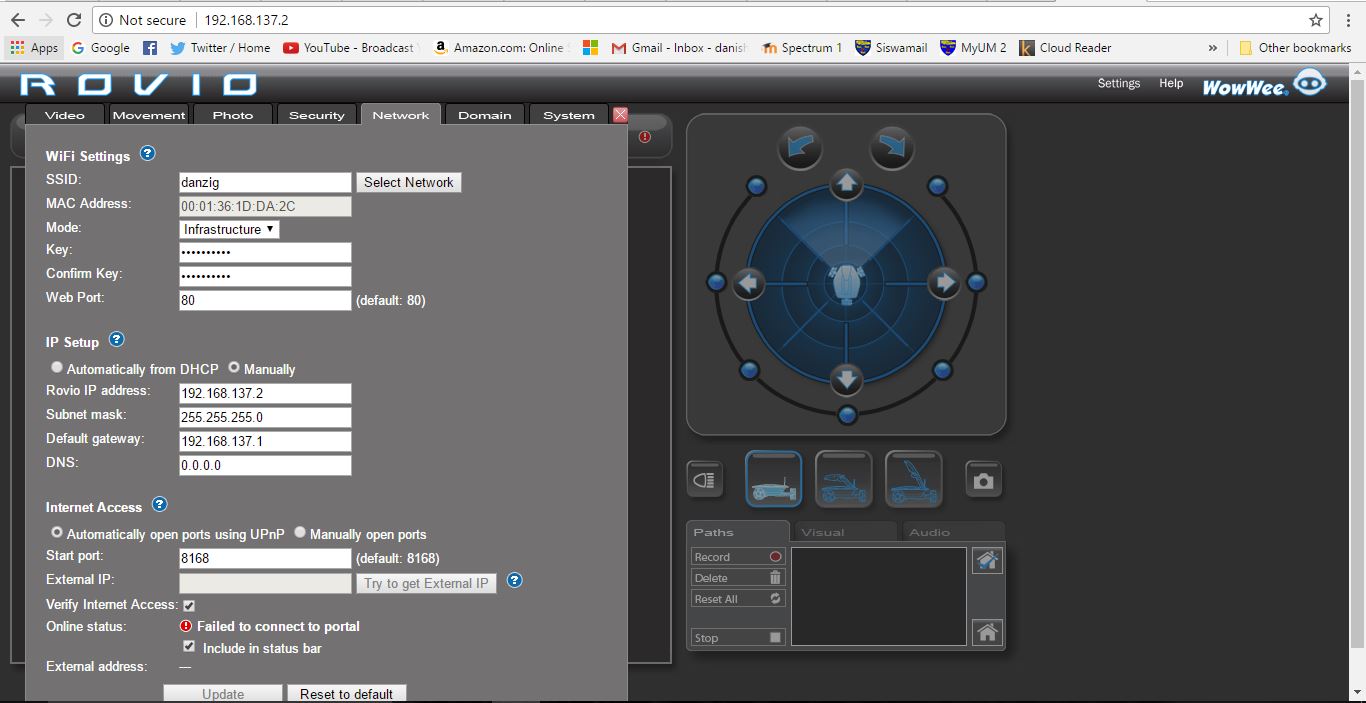 Not secure 192.168.137.2
Apps Google Twitter / Home YouTube - Broadcast Amazon.com: Online Gmail - Inbox - danish Spectrum 1 Siswamail MyUM 2 Cloud Reader » Other bookmarks
ROVIO Settings Help WowWee
Video Movement Photo Security Network Domain System
WiFi Settings ?
SSID: danzig Select Network
MAC Address: 00:01:36:1D:DA:2C
Mode: Infrastructure
Key: ••••••••••
Confirm Key: ••••••••••
Web Port: 80 (default: 80)
IP Setup ?
Automatically from DHCP Manually
Rovio IP address: 192.168.137.2
Subnet mask: 255.255.255.0
Default gateway: 192.168.137.1
DNS: 0.0.0.0
Internet Access ?
Automatically open ports using UPnP Manually open ports
Start port: 8168 (default: 8168)
External IP: Try to get External IP ?
Verify Internet Access:
Online status: ! Failed to connect to portal
Include in status bar
External address: —
Update Reset to default
Paths Visual Audio
Record
Delete
Reset All
Stop